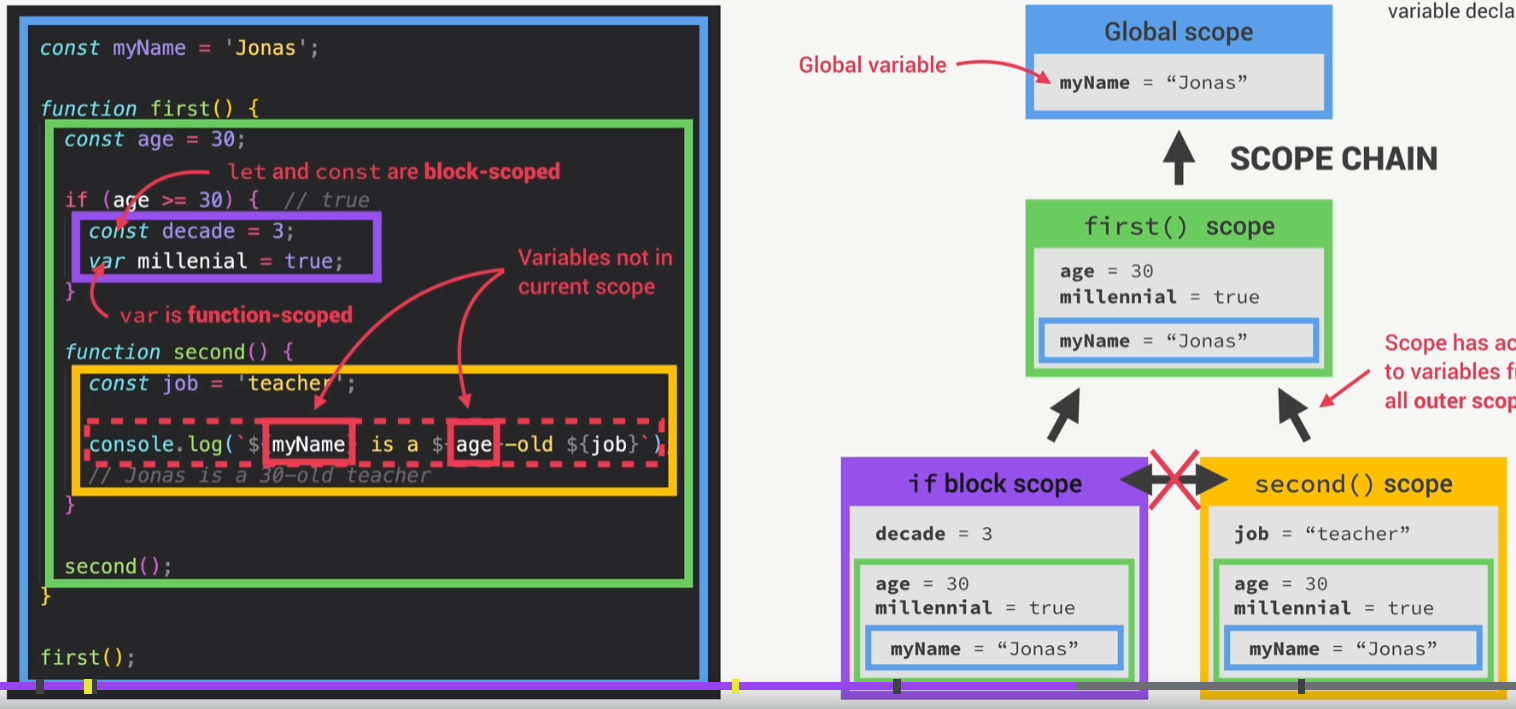 const myName = 'Jonas';
function first() {
const age = 30;
let and const are block-scoped
if (age >= 30) { // true
const decade = 3;
var millenial = true;
}
var is function-scoped
Variables not in
current scope
function second() {
const job = 'teacher';
console.log(`${myName} is a ${age}-old ${job}`)
// Jonas is a 30-old teacher
}
second();
}
first();
variable decla
Global scope
Global variable
myName = “Jonas”
SCOPE CHAIN
first() scope
age = 30
millennial = true
myName = “Jonas”
Scope has ac
to variables f
all outer scop
if block scope
decade = 3
age = 30
millennial = true
myName = “Jonas”
second() scope
job = “teacher”
age = 30
millennial = true
myName = “Jonas”